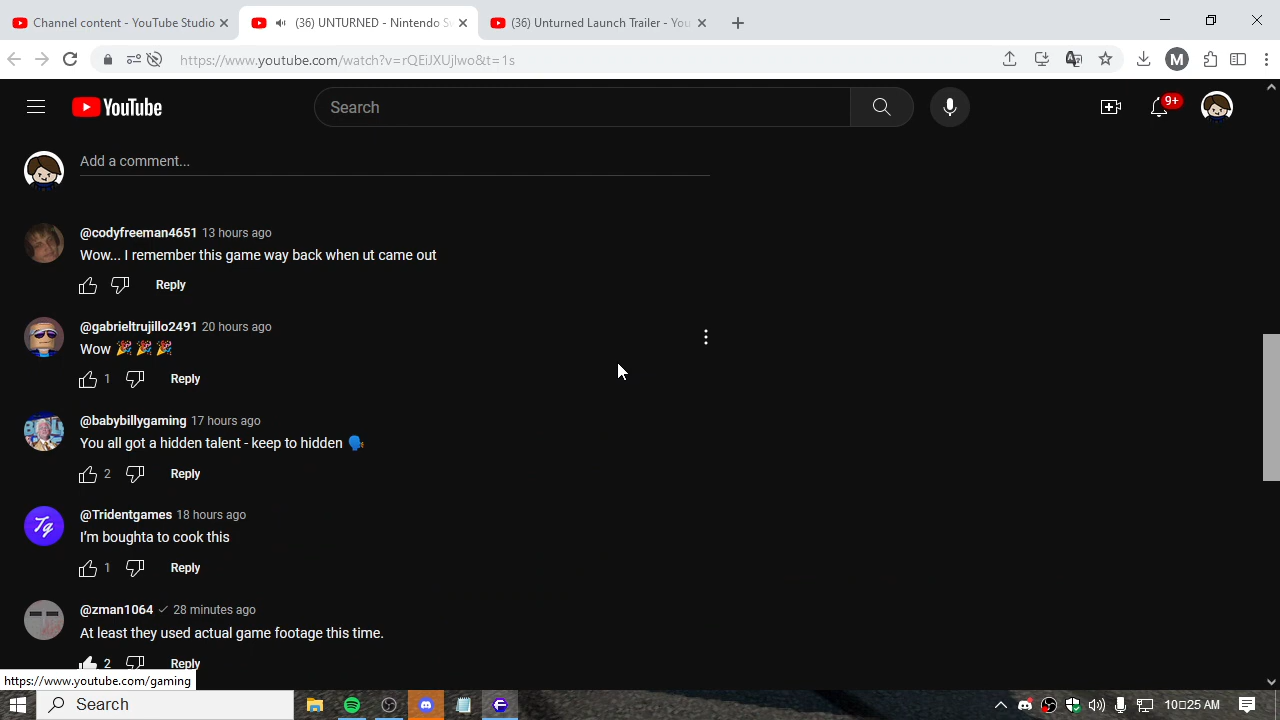 Channel content - YouTube Studio
(36) UNTURNED - Nintendo S
(36) Unturned Launch Trailer - You
https://www.youtube.com/watch?v=rQEiJXUjlwo&t=1s
M
YouTube
Search
9+
Add a comment...
@codyfreeman4651 13 hours ago
Wow... I remember this game way back when ut came out
Reply
@gabrieltrujillo2491 20 hours ago
Wow 🎉 🎉 🎉
1 Reply
@babybillygaming 17 hours ago
You all got a hidden talent - keep to hidden 🗣️
2 Reply
Tg
@Tridentgames 18 hours ago
I'm boughta to cook this
1 Reply
@zman1064 28 minutes ago
At least they used actual game footage this time.
2 Reply
https://www.youtube.com/gaming
Search
10□25 AM